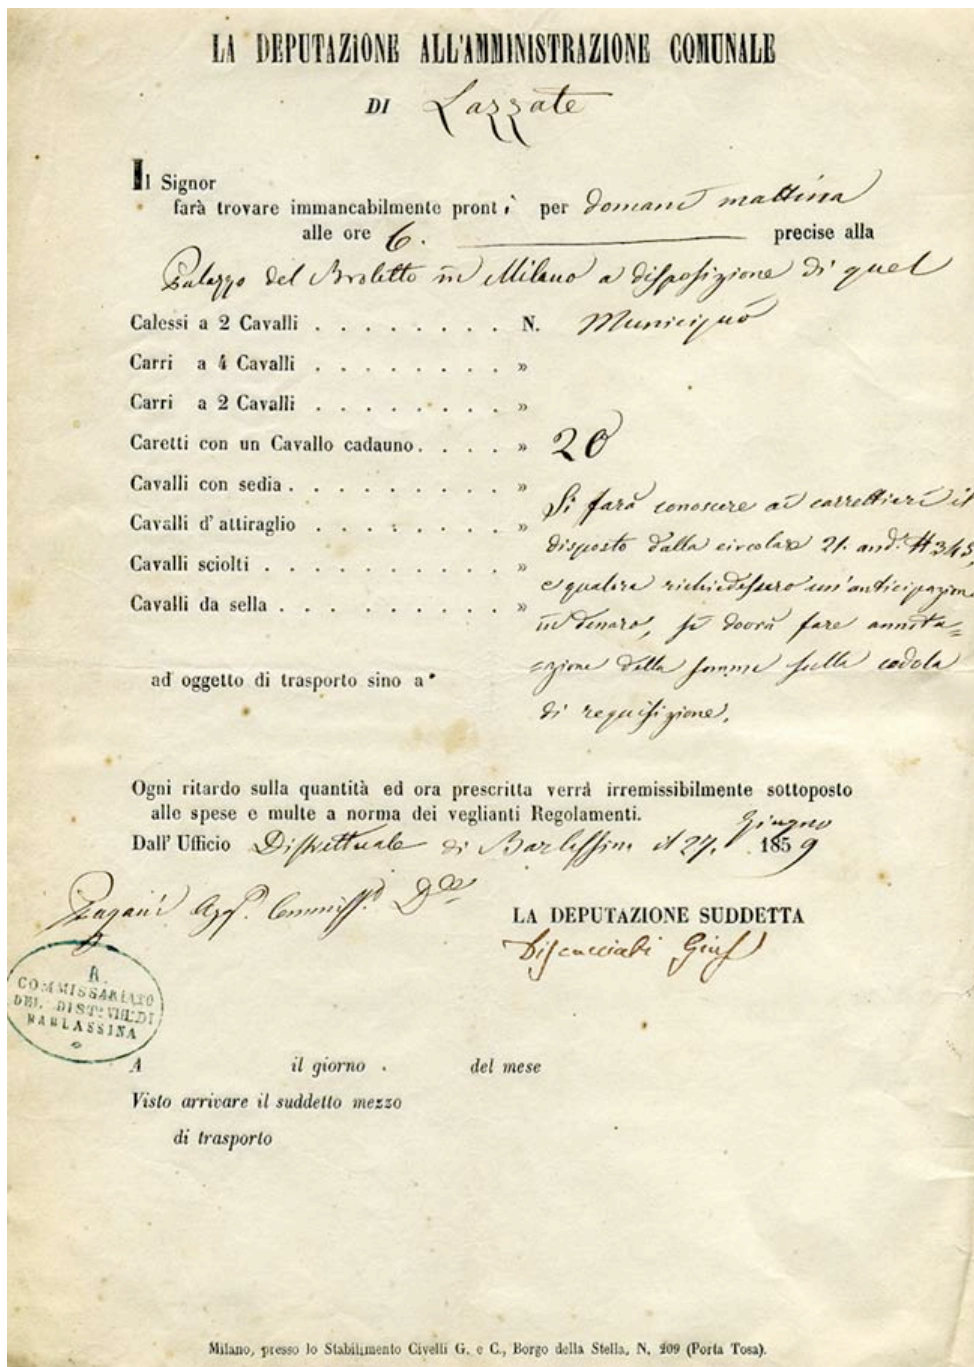 LA DEPUTAZIONE ALL'AMMINISTRAZIONE COMUNALE
DI Lazzate
Il Signor
farà trovare immancabilmente pronti per domani mattina
alle ore 6. precise alla
Palazzo del Broletto in Milano a disposizione di quel
Calessi a 2 Cavalli . . . . . . . . N. Municipio
Carri a 4 Cavalli . . . . . . . . »
Carri a 2 Cavalli . . . . . . . . »
Caretti con un Cavallo cadauno . . . . » 20
Cavalli con sedia . . . . . . . . . »
Si farà conoscere ai carrettieri il
Cavalli d'attiraglio . . . . . . . . »
disposto dalla circolare 21. and.e
Cavalli sciolti . . . . . . . . . . »
e qualora richiedessero un'anticipazione
Cavalli da sella . . . . . . . . . »
in denaro, si dovrà fare annota=
=zione della somma sulla cedola
ad oggetto di trasporto sino a
di requisizione.
Ogni ritardo sulla quantità ed ora prescritta verrà irremissibilmente sottoposto
alle spese e multe a norma dei veglianti Regolamenti.
Dall' Ufficio Distrettuale di Barlassina il 27. Giugno 1859
Pagani Agg. Commiss.
LA DEPUTAZIONE SUDDETTA
Discacciati Gius
R.
COMMISSARIATO
DEL DIST. VIII. DI
BARLASSINA
A il giorno . del mese
Visto arrivare il suddetto mezzo
di trasporto
Milano, presso lo Stabilimento Civelli G. e C., Borgo della Stella, N. 209 (Porta Tosa).